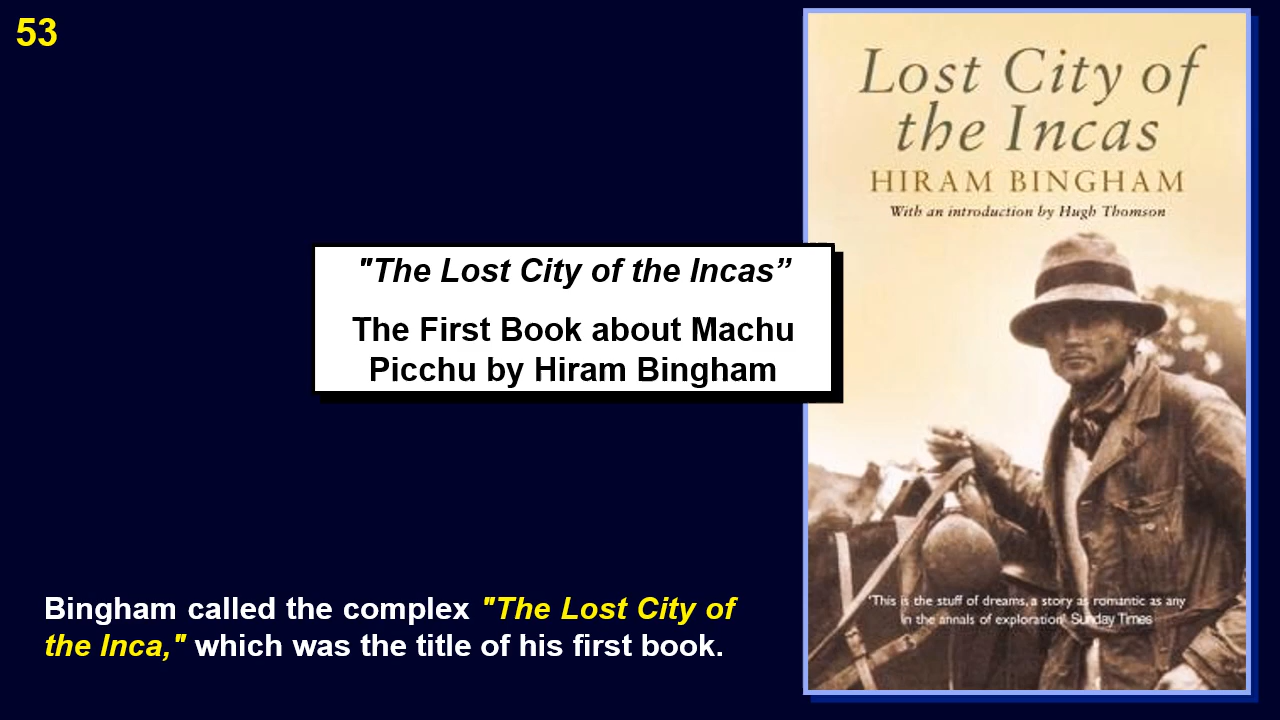 53
Lost City of
the Incas
HIRAM BINGHAM
With an introduction by Hugh Thomson
"The Lost City of the Incas”
The First Book about Machu
Picchu by Hiram Bingham
'This is the stuff of dreams, a story as romantic as any
in the annals of exploration' Sunday Times
Bingham called the complex "The Lost City of
the Inca," which was the title of his first book.